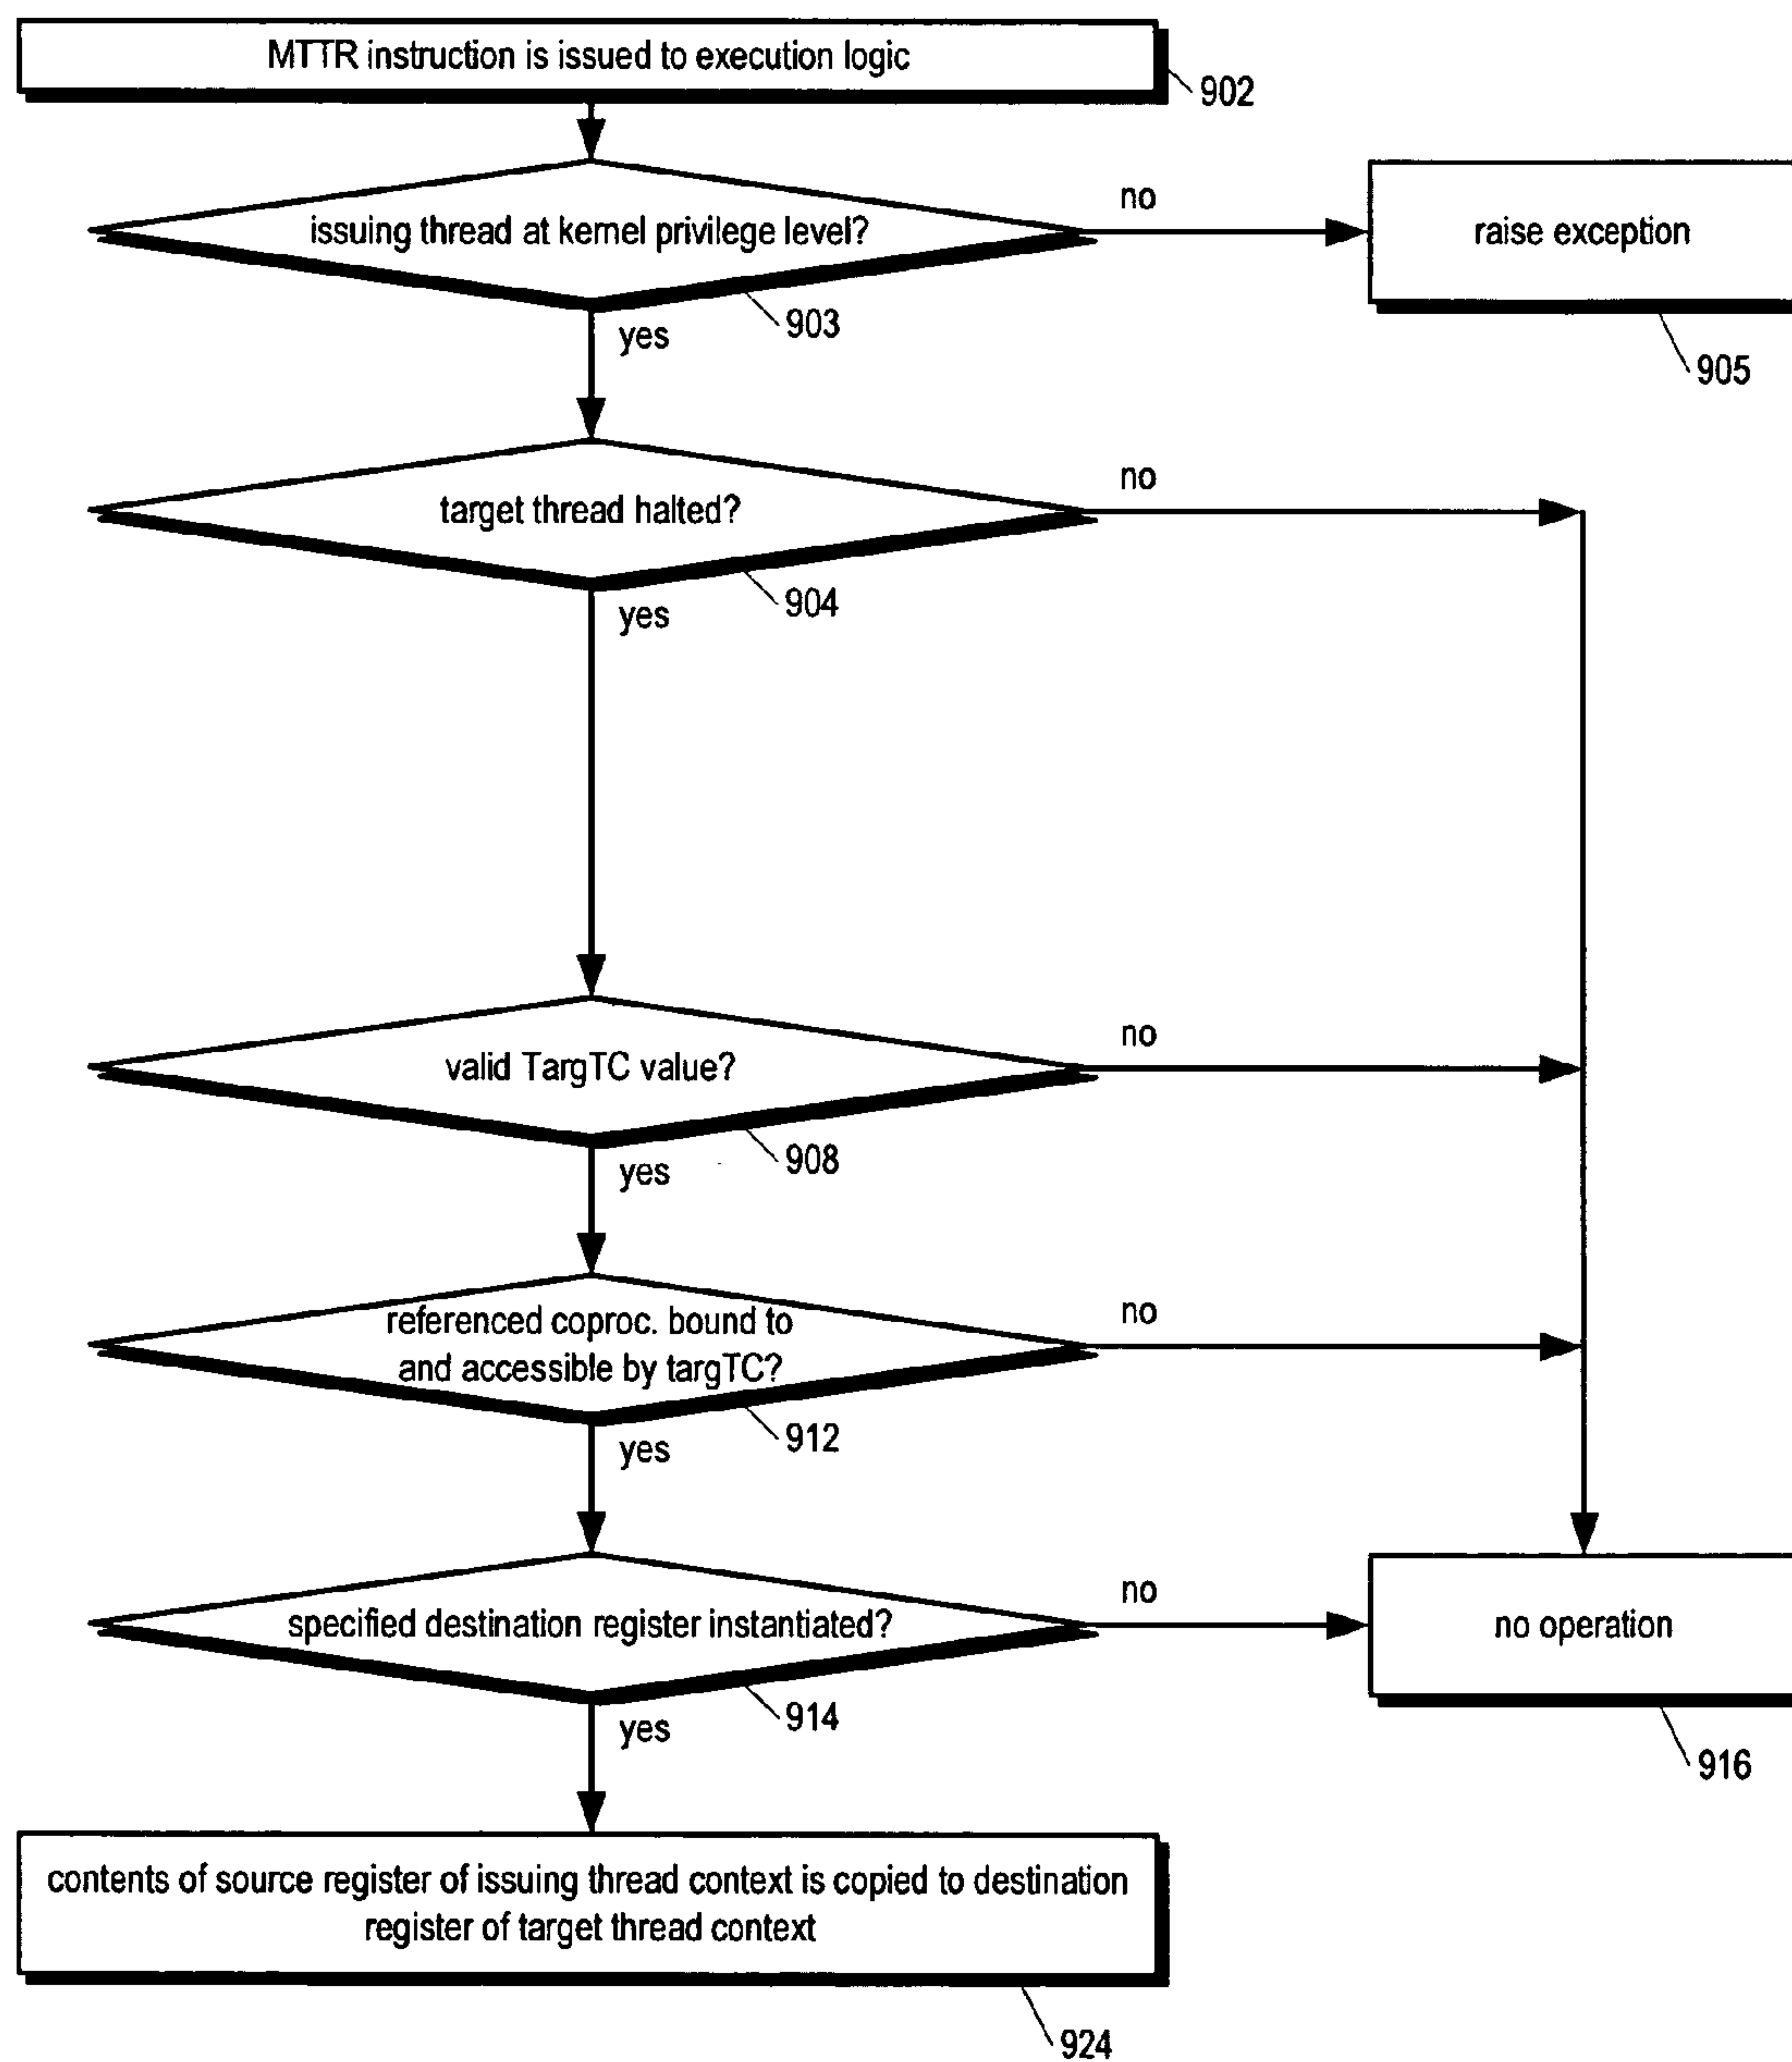 MTTR instruction is issued to execution logic
902
issuing thread at kernel privilege level?
no
raise exception
903
yes
905
target thread halted?
no
904
yes
valid TargTC value?
no
908
yes
referenced coproc. bound to
and accessible by targTC?
no
912
yes
specified destination register instantiated?
no
no operation
914
yes
916
contents of source register of issuing thread context is copied to destination
register of target thread context
924